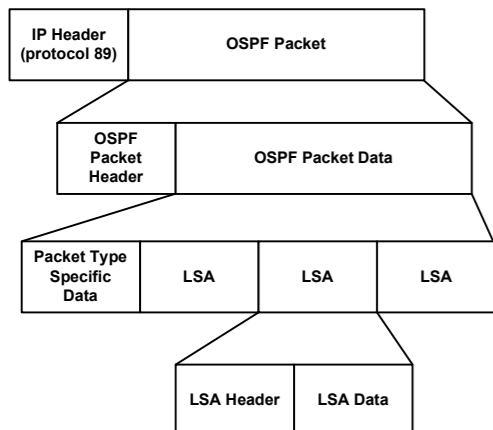 IP Header
(protocol 89)
OSPF Packet
OSPF
Packet
Header
OSPF Packet Data
Packet Type
Specific
Data
LSA
LSA
LSA
LSA Header
LSA Data